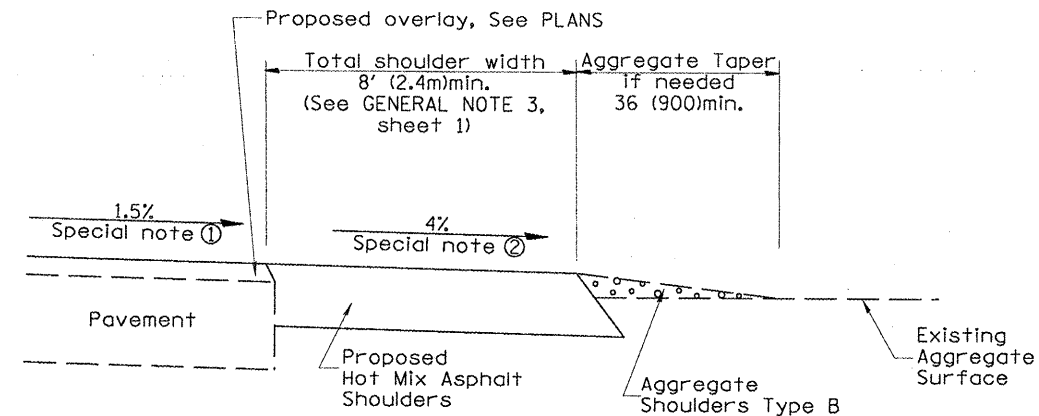 Proposed overlay, See PLANS
Total shoulder width
8' (2.4m)min.
(See GENERAL NOTE 3,
sheet 1)
Aggregate Taper
if needed
36 (900)min.
1.5%
Special note ①
4%
Special note ②
Pavement
Proposed
Hot Mix Asphalt
Shoulders
Aggregate
Shoulders Type B
Existing
Aggregate
Surface